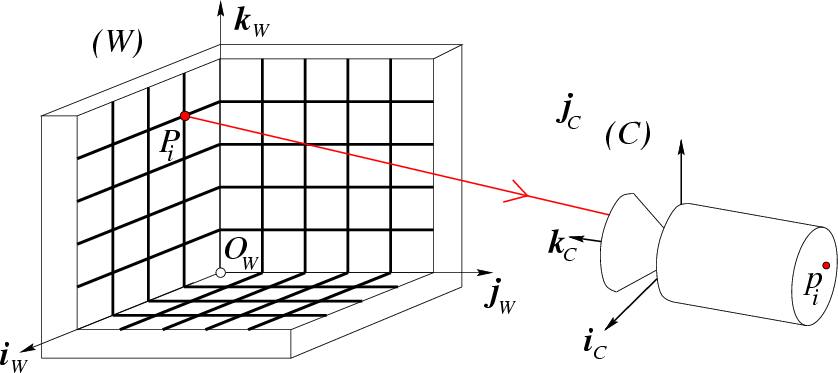 k_W
(W)
j_C
(C)
P_i
O_W
k_C
j_W
p_i
i_W
i_C